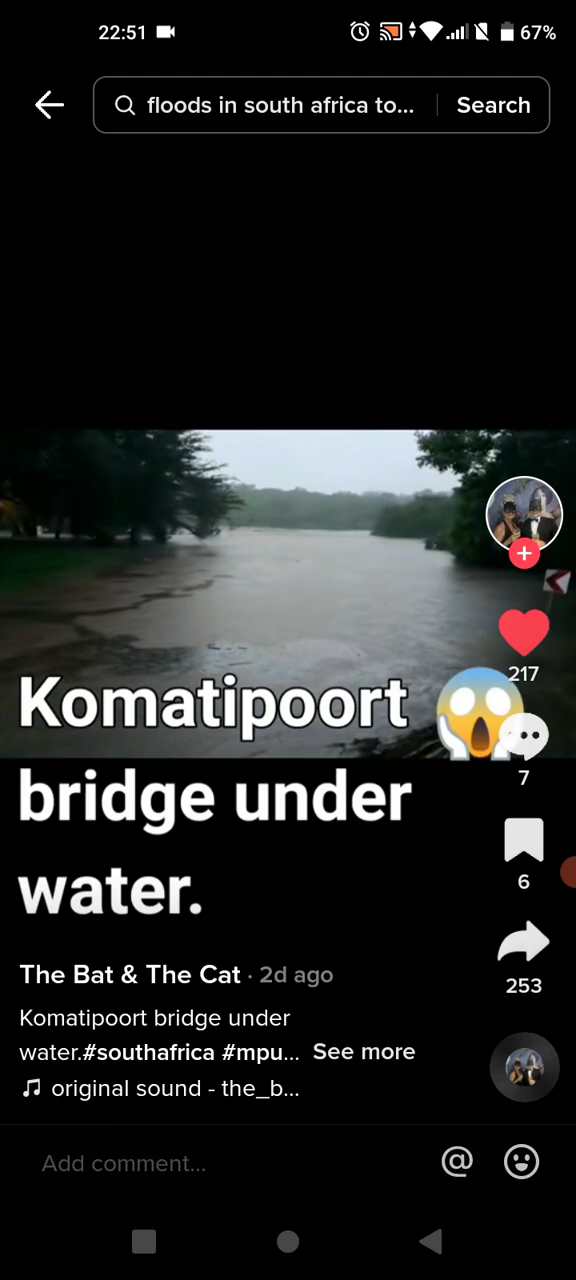 22:51
67%
floods in south africa to...
Search
217
Komatipoort
7
bridge under
6
water.
The Bat & The Cat · 2d ago
253
Komatipoort bridge under
water.#southafrica #mpu... See more
original sound - the_b...
Add comment...
@